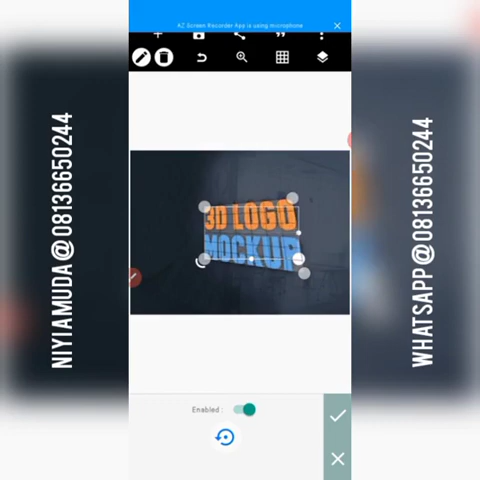 AZ Screen Recorder App is using microphone
3D LOGO
MOCKUP
Enabled :
NIYIAMUDA@08136650244
WHATSAPP@08136650244